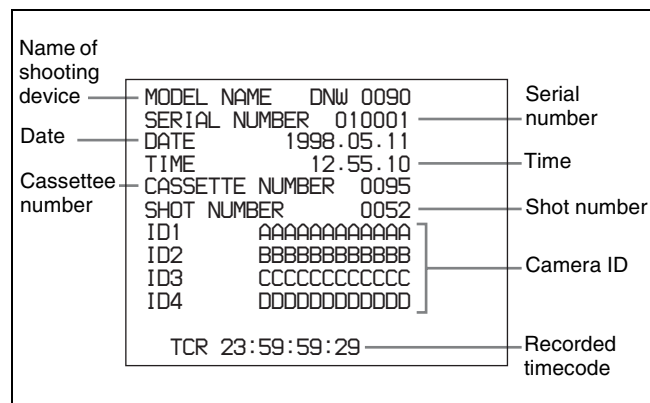 Name of
shooting
device
Date
Cassettee
number
MODEL NAME DNW 0090
SERIAL NUMBER 010001
DATE 1998.05.11
TIME 12.55.10
CASSETTE NUMBER 0095
SHOT NUMBER 0052
ID1 AAAAAAAAAAAA
ID2 BBBBBBBBBBBB
ID3 CCCCCCCCCCCC
ID4 DDDDDDDDDDDD
TCR 23:59:59:29
Serial
number
Time
Shot number
Camera ID
Recorded
timecode